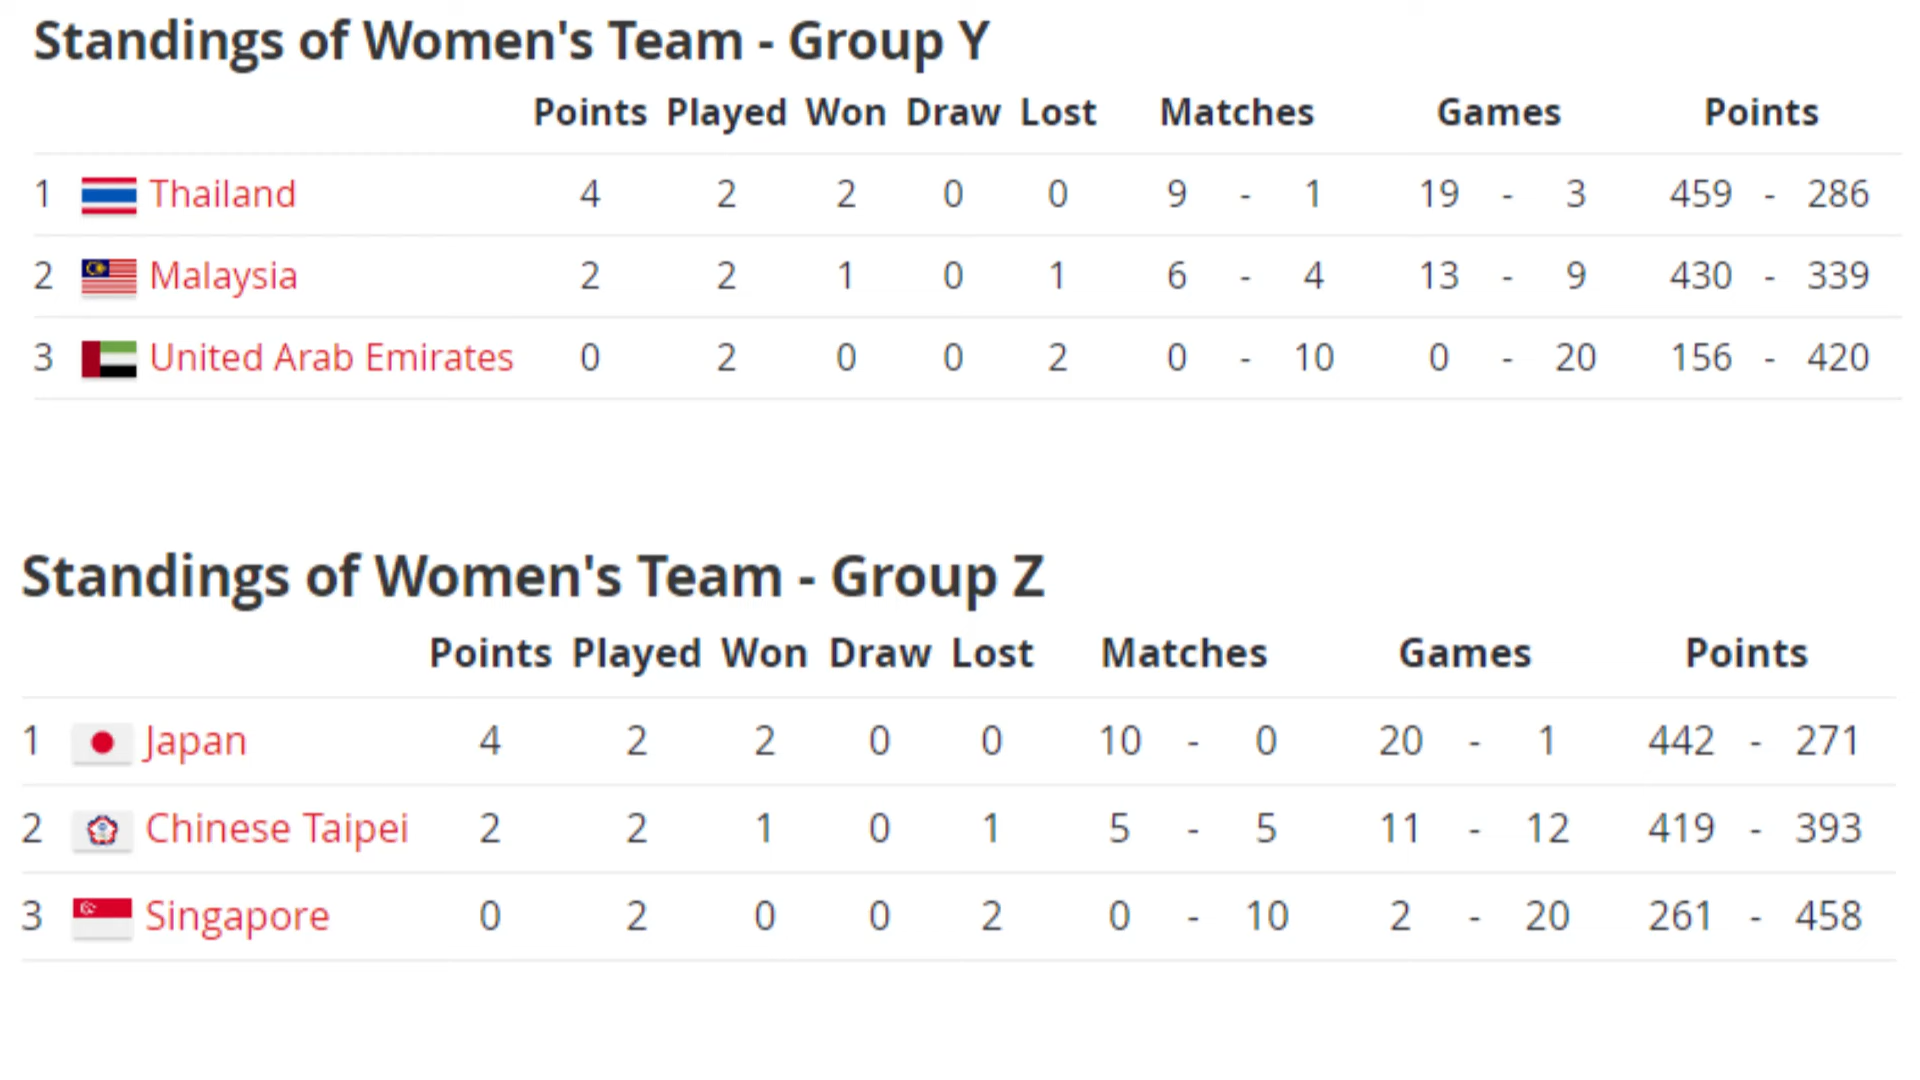 Standings of Women's Team - Group Y
Points Played Won Draw Lost Matches Games Points
1 Thailand 4 2 2 0 0 9 - 1 19 - 3 459 - 286
2 Malaysia 2 2 1 0 1 6 - 4 13 - 9 430 - 339
3 United Arab Emirates 0 2 0 0 2 0 - 10 0 - 20 156 - 420
Standings of Women's Team - Group Z
Points Played Won Draw Lost Matches Games Points
1 Japan 4 2 2 0 0 10 - 0 20 - 1 442 - 271
2 Chinese Taipei 2 2 1 0 1 5 - 5 11 - 12 419 - 393
3 Singapore 0 2 0 0 2 0 - 10 2 - 20 261 - 458